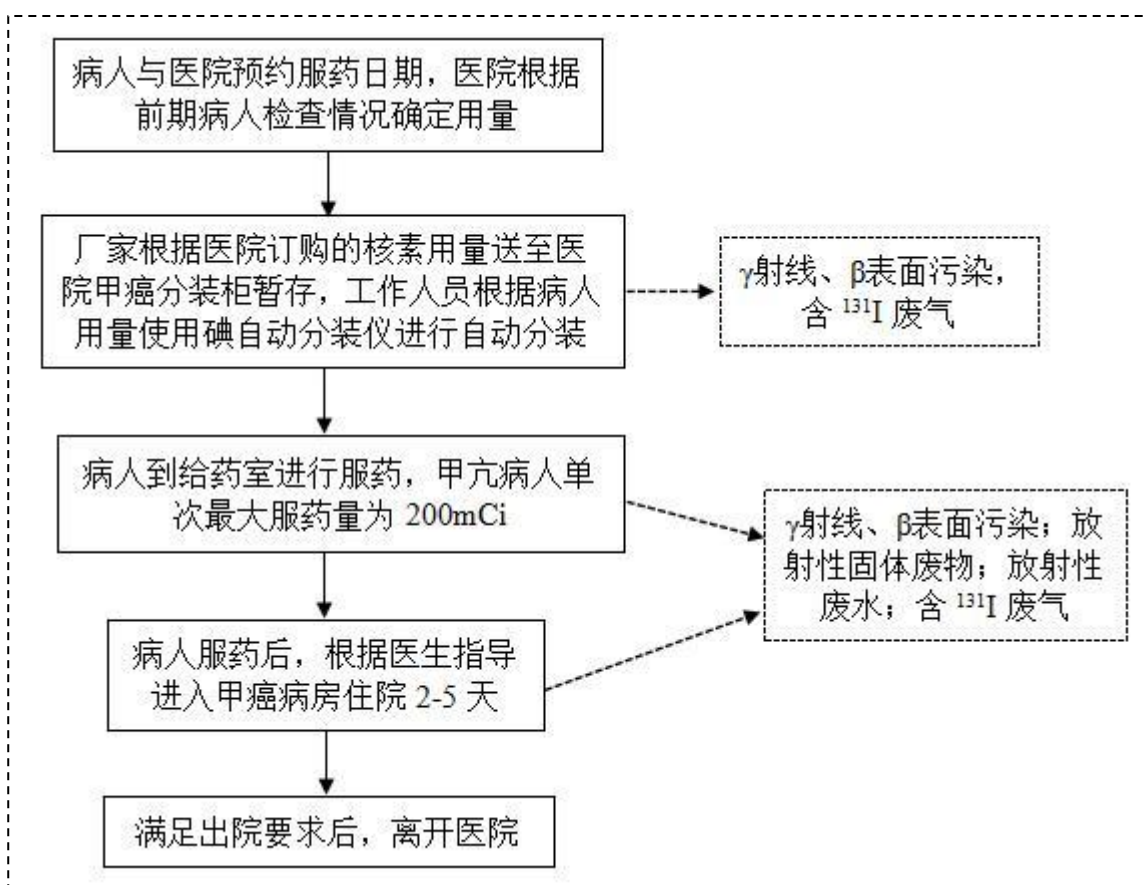 病人与医院预约服药日期，医院根据
前期病人检查情况确定用量
厂家根据医院订购的核素用量送至医
院甲癌分装柜暂存，工作人员根据病人
用量使用碘自动分装仪进行自动分装
γ射线、β表面污染，
含 ¹³¹I 废气
病人到给药室进行服药，甲亢病人单
次最大服药量为 200mCi
γ射线、β表面污染；放
射性固体废物；放射性
废水；含 ¹³¹I 废气
病人服药后，根据医生指导
进入甲癌病房住院 2-5 天
满足出院要求后，离开医院